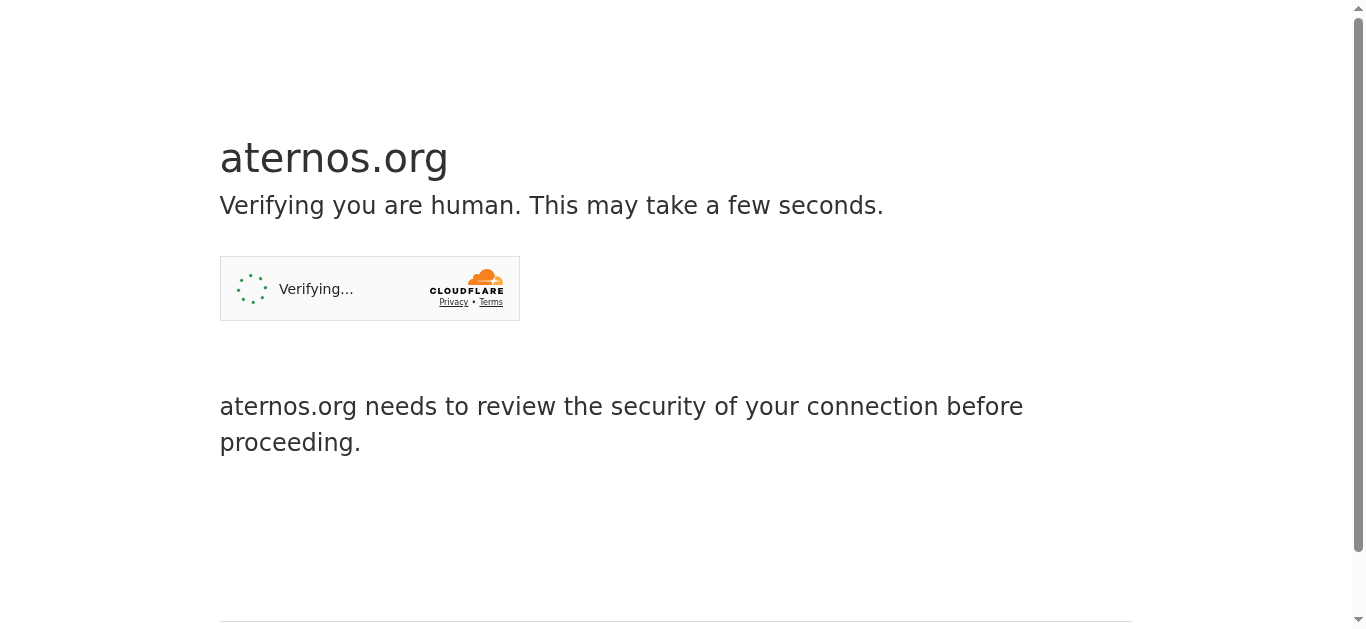 aternos.org
Verifying you are human. This may take a few seconds.
Verifying...
CLOUDFLARE
Privacy • Terms
aternos.org needs to review the security of your connection before
proceeding.